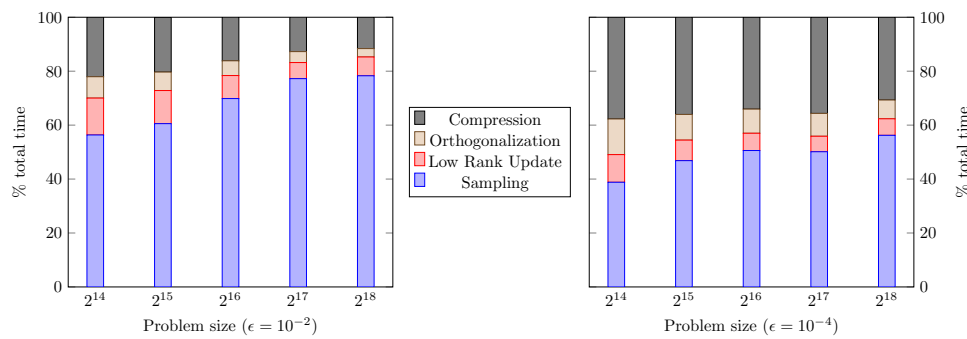 100
80
60
40
20
0
% total time
2^14 2^15 2^16 2^17 2^18
Problem size (ϵ = 10^−2)
Compression
Orthogonalization
Low Rank Update
Sampling
100
80
60
40
20
0
% total time
2^14 2^15 2^16 2^17 2^18
Problem size (ϵ = 10^−4)